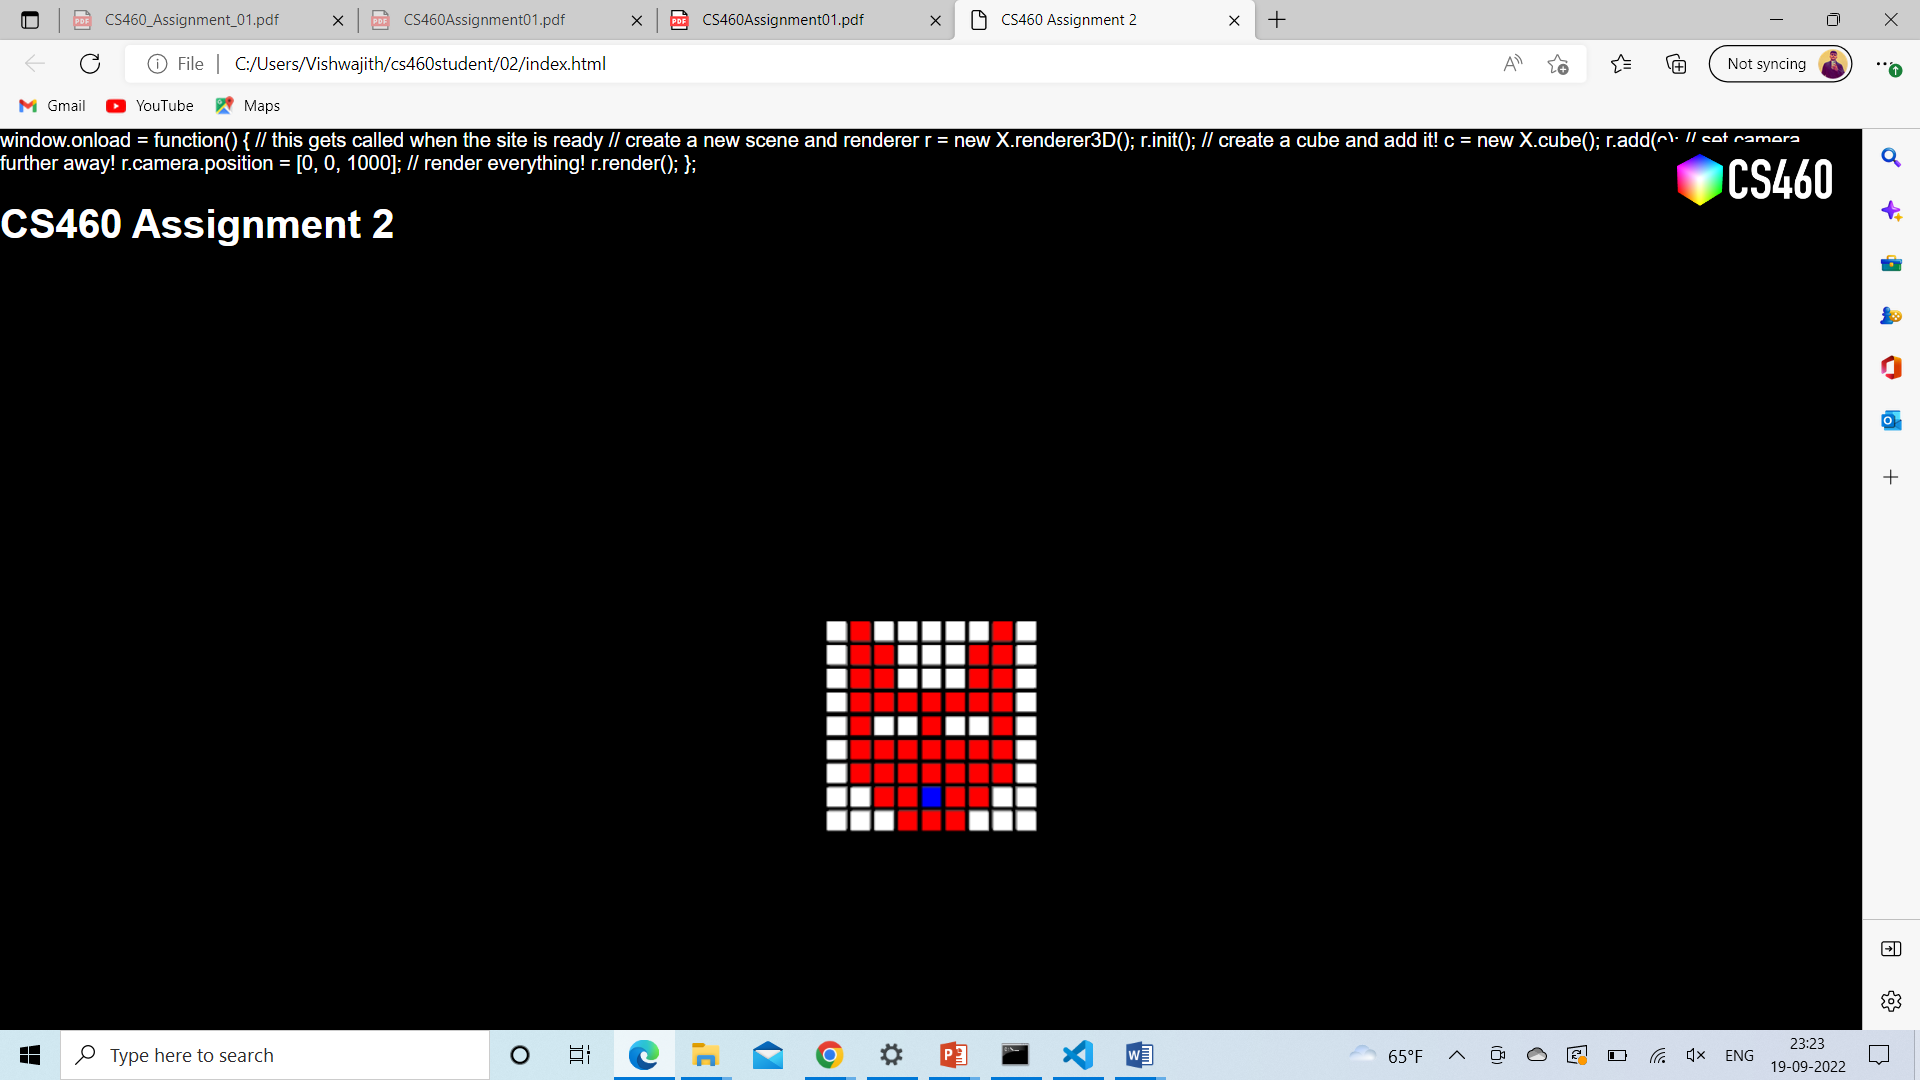 CS460_Assignment_01.pdf
CS460Assignment01.pdf
CS460Assignment01.pdf
CS460 Assignment 2
File
C:/Users/Vishwajith/cs460student/02/index.html
Not syncing
Gmail
YouTube
Maps
window.onload = function() { // this gets called when the site is ready // create a new scene and renderer r = new X.renderer3D(); r.init(); // create a cube and add it! c = new X.cube(); r.add(c); // set camera
further away! r.camera.position = [0, 0, 1000]; // render everything! r.render(); };
CS460
CS460 Assignment 2
Type here to search
65°F
ENG
23:23
19-09-2022